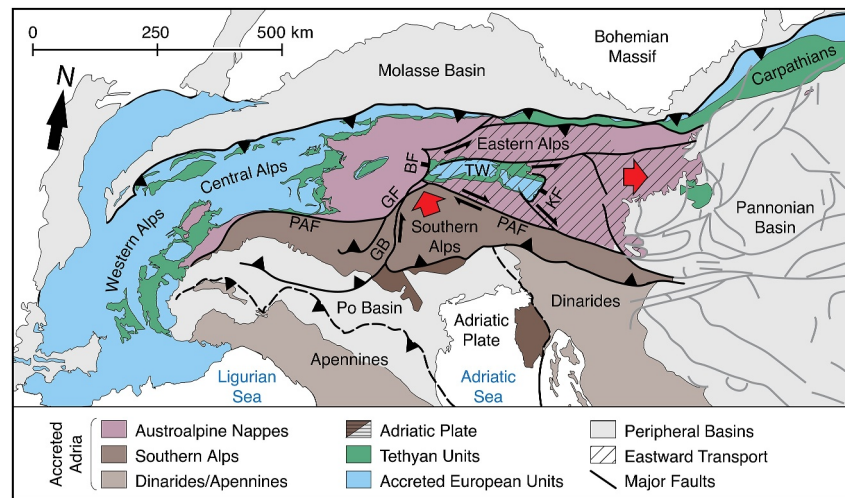 0 250 500 km
N
Bohemian
Massif
Molasse Basin
Carpathians
Eastern Alps
BF
TW
Central Alps
KF
GF
PAF
PAF
Southern
Alps
GB
Western Alps
Pannonian
Basin
Po Basin
Dinarides
Adriatic
Plate
Apennines
Ligurian
Sea
Adriatic
Sea
Accreted
Adria
Austroalpine Nappes
Southern Alps
Dinarides/Apennines
Adriatic Plate
Tethyan Units
Accreted European Units
Peripheral Basins
Eastward Transport
Major Faults